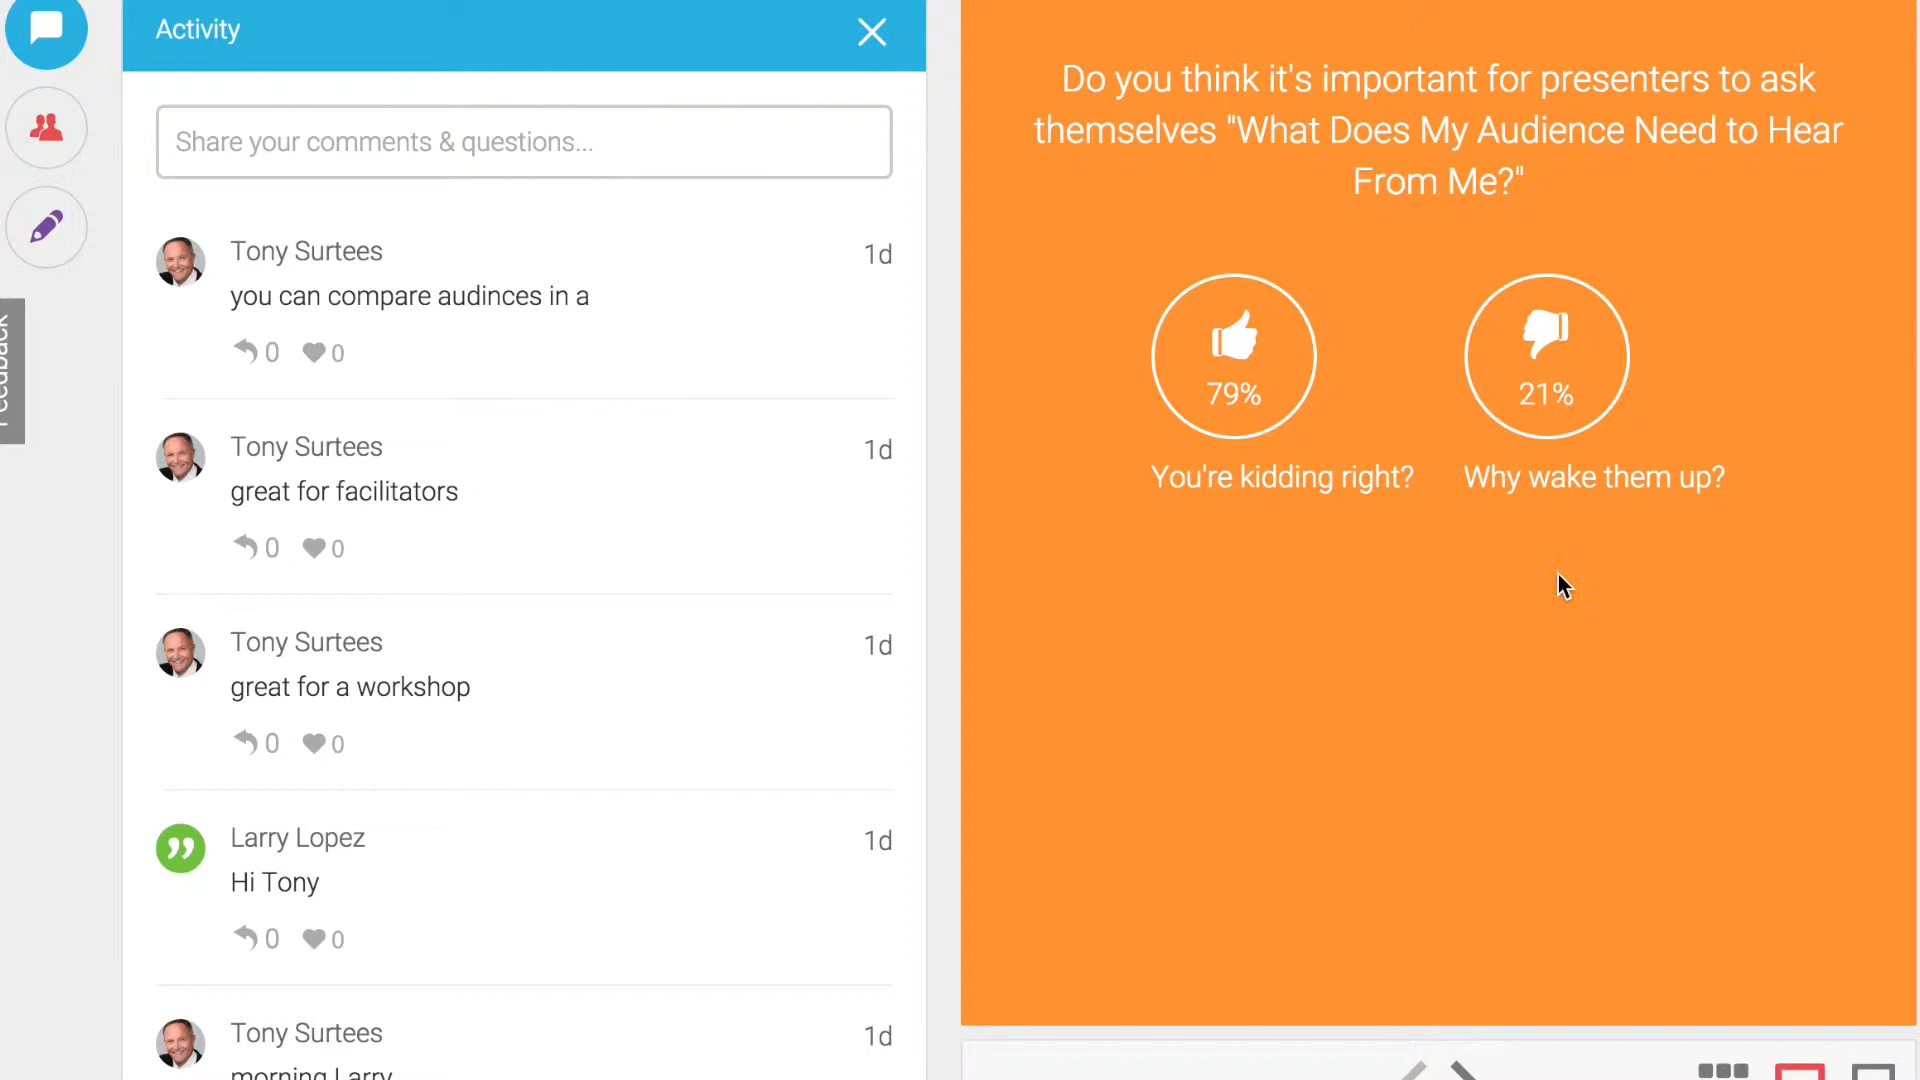 Activity
Share your comments & questions...
Tony Surtees
1d
you can compare audinces in a
0
0
Tony Surtees
1d
great for facilitators
0
0
Tony Surtees
1d
great for a workshop
0
0
Larry Lopez
1d
Hi Tony
0
0
Tony Surtees
1d
morning Larry
Feedback
Do you think it's important for presenters to ask
themselves "What Does My Audience Need to Hear
From Me?"
79%
21%
You're kidding right?
Why wake them up?